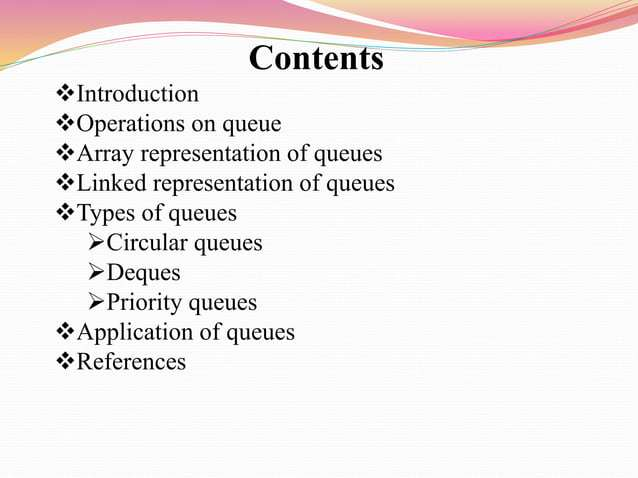 Contents
❖Introduction
❖Operations on queue
❖Array representation of queues
❖Linked representation of queues
❖Types of queues
➢Circular queues
➢Deques
➢Priority queues
❖Application of queues
❖References